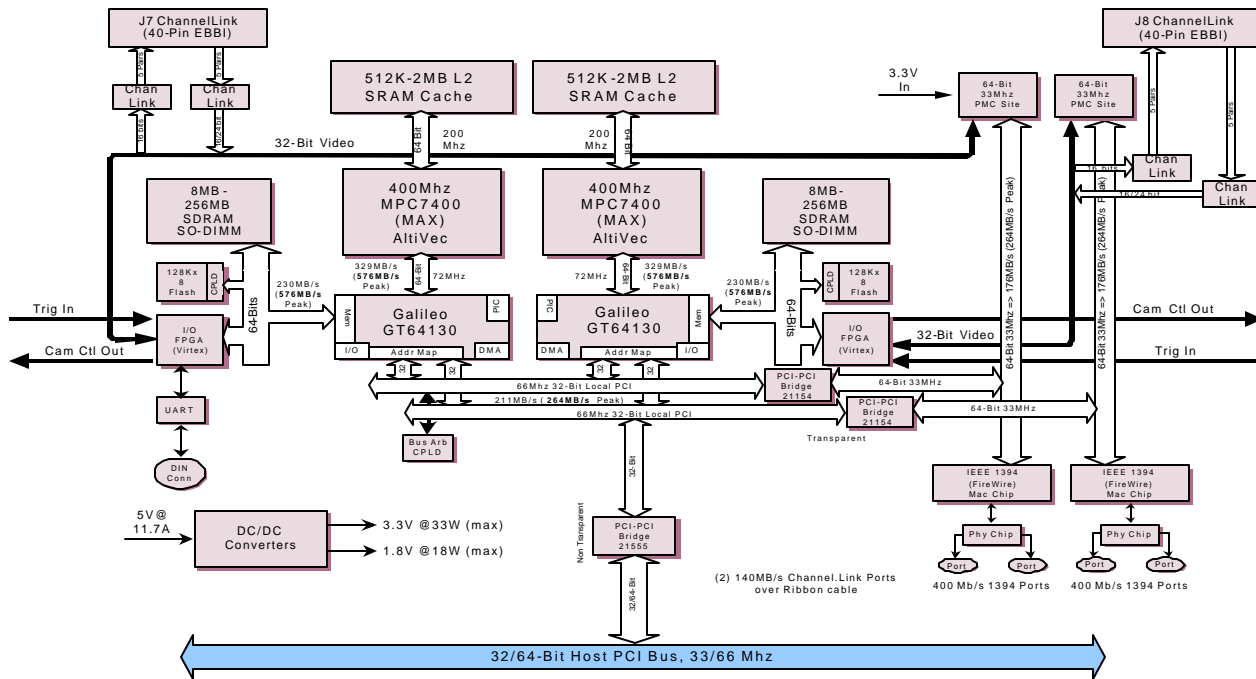 J7 ChannelLink
(40-Pin EBBI)
5 Pairs
5 Pairs
Chan
Link
Chan
Link
16 bits
16/24 bit
512K-2MB L2
SRAM Cache
512K-2MB L2
SRAM Cache
64 Bit
200
Mhz
200
Mhz
64 Bit
32-Bit Video
3.3V
In
64-Bit
33Mhz
PMC Site
64-Bit
33Mhz
PMC Site
J8 ChannelLink
(40-Pin EBBI)
5 Pairs
5 Pairs
16 bits
Chan
Link
16/24 bit
Chan
Link
8MB -
256MB
SDRAM
SO-DIMM
400Mhz
MPC7400
(MAX)
AltiVec
400Mhz
MPC7400
(MAX)
AltiVec
8MB -
256MB
SDRAM
SO-DIMM
128Kx
8
Flash
CPLD
230MB/s
(576MB/s
Peak)
64-Bits
329MB/s
(576MB/s
Peak)
64-Bit
72MHz
72MHz
64-Bit
329MB/s
(576MB/s
Peak)
230MB/s
(576MB/s
Peak)
64-Bits
CPLD
128Kx
8
Flash
Mem
Galileo
GT64130
PIC
I/O
Addr Map
DMA
PIC
Galileo
GT64130
Mem
DMA
Addr Map
I/O
Trig In
I/O
FPGA
(Virtex)
Cam Ctl Out
I/O
FPGA
(Virtex)
Cam Ctl Out
32-Bit Video
Trig In
64-Bit 33Mhz => 176MB/s (264MB/s Peak)
64-Bit 33Mhz => 176MB/s (264MB/s Peak)
32
32
32
32
66Mhz 32-Bit Local PCI
PCI-PCI
Bridge
21154
64-Bit 33MHz
211MB/s (264MB/s Peak)
66Mhz 32-Bit Local PCI
PCI-PCI
Bridge
21154
64-Bit 33MHz
Transparent
UART
DIN
Conn
Bus Arb
CPLD
32-Bit
IEEE 1394
(FireWire)
Mac Chip
IEEE 1394
(FireWire)
Mac Chip
5V@
11.7A
DC/DC
Converters
3.3V @33W (max)
1.8V @18W (max)
Non Transparent
PCI-PCI
Bridge
21555
Phy Chip
Phy Chip
Port
Port
Port
Port
400 Mb/s 1394 Ports
400 Mb/s 1394 Ports
(2) 140MB/s Channel.Link Ports
over Ribbon cable
32/64-Bit
32/64-Bit Host PCI Bus, 33/66 Mhz